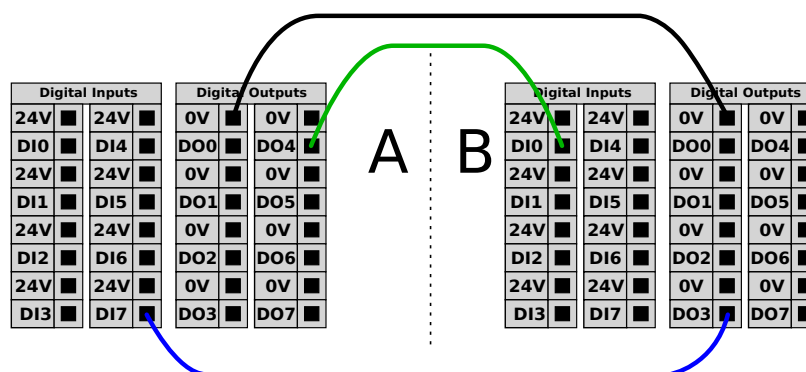 Digital Inputs Digital Outputs Digital Inputs Digital Outputs
24V 24V 0V 0V 24V 24V 0V 0V
DI0 DI4 DO0 DO4 A B DI0 DI4 DO0 DO4
24V 24V 0V 0V 24V 24V 0V 0V
DI1 DI5 DO1 DO5 DI1 DI5 DO1 DO5
24V 24V 0V 0V 24V 24V 0V 0V
DI2 DI6 DO2 DO6 DI2 DI6 DO2 DO6
24V 24V 0V 0V 24V 24V 0V 0V
DI3 DI7 DO3 DO7 DI3 DI7 DO3 DO7